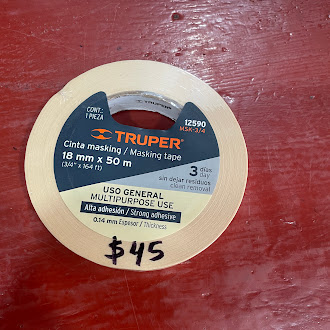 CONT.:
1 PIEZA
12590
MSK-3/4
TRUPER
Cinta masking / Masking tape
18 mm x 50 m
(3/4" x 164 ft)
3 días
day
sin dejar residuos
clean removal
USO GENERAL
MULTIPURPOSE USE
Alta adhesión / Strong adhesive
0.14 mm Espesor / Thickness
$45